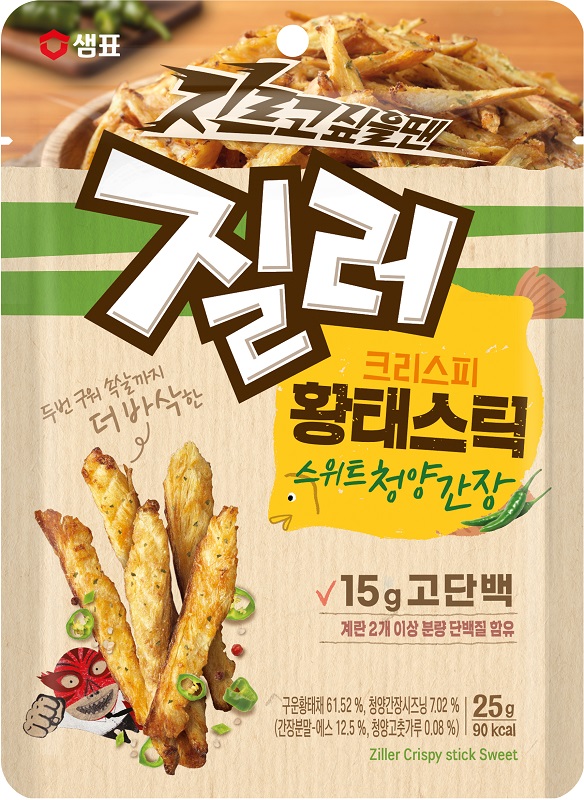 샘표
지르고 싶을 땐
질러
크리스피
황태스틱
스위트청양간장
두번 구워 속살까지
더 바삭한
15g 고단백
계란 2개 이상 분량 단백질 함유
구운황태채 61.52 %, 청양간장시즈닝 7.02 %
(간장분말-에스 12.5 %, 청양고춧가루 0.08 %)
25g
90 kcal
Ziller Crispy stick Sweet